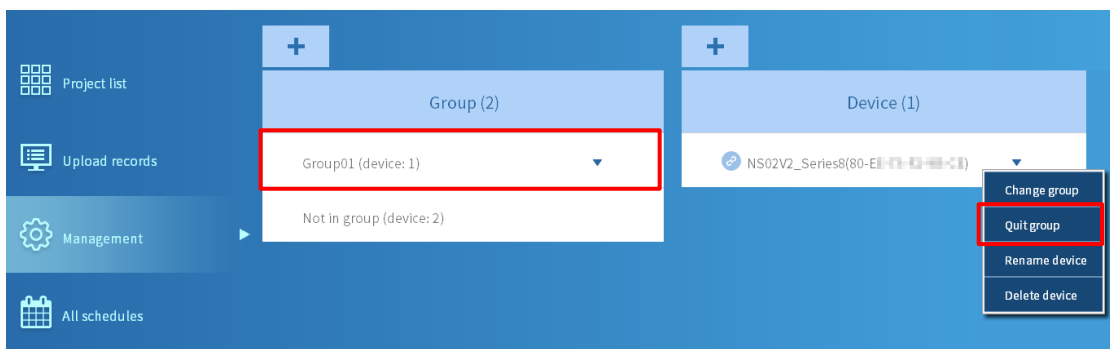 Project list
Upload records
Management
All schedules
+
Group (2)
Group01 (device: 1)
Not in group (device: 2)
+
Device (1)
NS02V2_Series8(80-E
Change group
Quit group
Rename device
Delete device